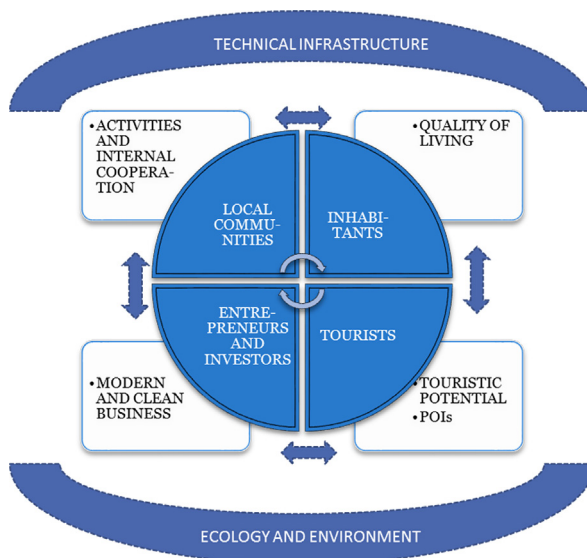 TECHNICAL INFRASTRUCTURE
•ACTIVITIES
AND
INTERNAL
COOPERA-
TION
•QUALITY OF
LIVING
LOCAL
COMMU-
NITIES
INHABI-
TANTS
ENTRE-
PRENEURS
AND
INVESTORS
TOURISTS
•MODERN
AND CLEAN
BUSINESS
•TOURISTIC
POTENTIAL
•POIs
ECOLOGY AND ENVIRONMENT